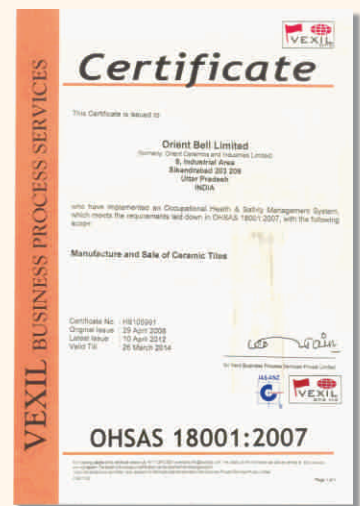 VEXIL
Certificate
This Certificate is issued to
Orient Bell Limited
(formerly, Orient Ceramics and Industries Limited)
8, Industrial Area
Sikandrabad 203 205
Uttar Pradesh
INDIA
who have implemented an Occupational Health & Safety Management System,
which meets the requirements laid down in OHSAS 18001:2007, with the following
scope:
Manufacture and Sale of Ceramic Tiles
Certificate No.
Original Issue : 29 April 2008
Latest Issue : 10 April 2012
Valid Till : 26 March 2014
for Vexil Business Process Services Private Limited
JAS-ANZ
VEXIL
OHSAS 18001:2007
Page 1 of 1
VEXIL BUSINESS PROCESS SERVICES